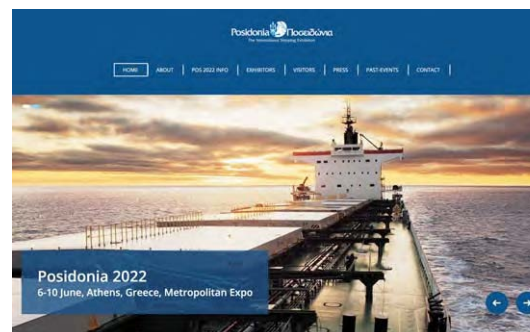 Posidonia Ποσειδώνια
The International Shipping Exhibition
HOME ABOUT POS 2022 INFO EXHIBITORS VISITORS PRESS PAST-EVENTS CONTACT
Posidonia 2022
6-10 June, Athens, Greece, Metropolitan Expo